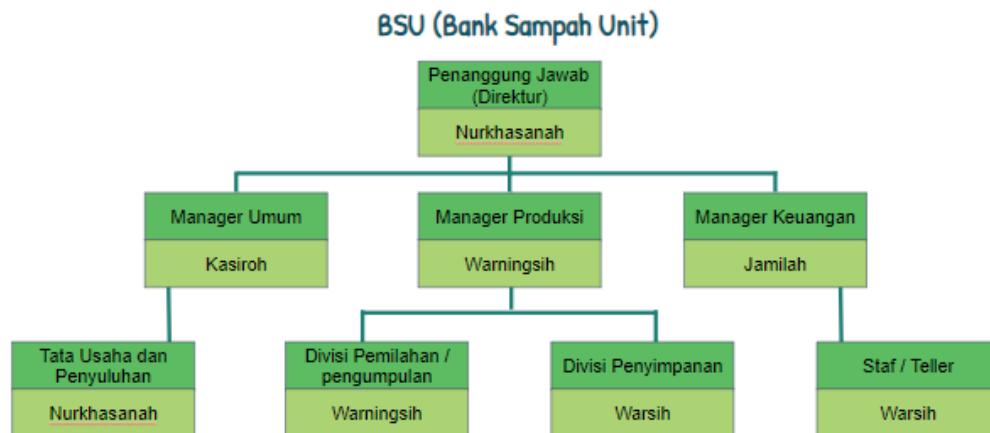 BSU (Bank Sampah Unit)
Penanggung Jawab
(Direktur)
Nurkhasanah
Manager Umum
Kasiroh
Manager Produksi
Warningsih
Manager Keuangan
Jamilah
Tata Usaha dan
Penyuluhan
Nurkhasanah
Divisi Pemilahan /
pengumpulan
Warningsih
Divisi Penyimpanan
Warsih
Staf / Teller
Warsih